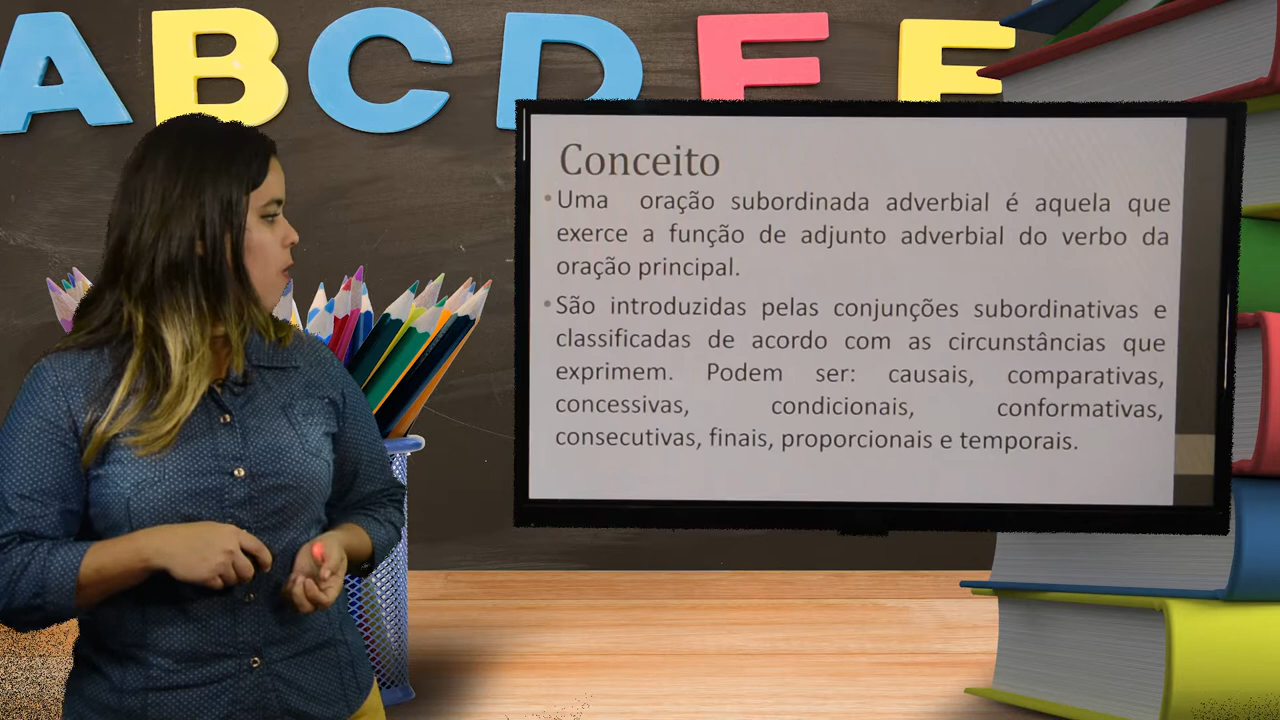 A B C D E F
Conceito
Uma oração subordinada adverbial é aquela que
exerce a função de adjunto adverbial do verbo da
oração principal.
São introduzidas pelas conjunções subordinativas e
classificadas de acordo com as circunstâncias que
exprimem. Podem ser: causais, comparativas,
concessivas, condicionais, conformativas,
consecutivas, finais, proporcionais e temporais.